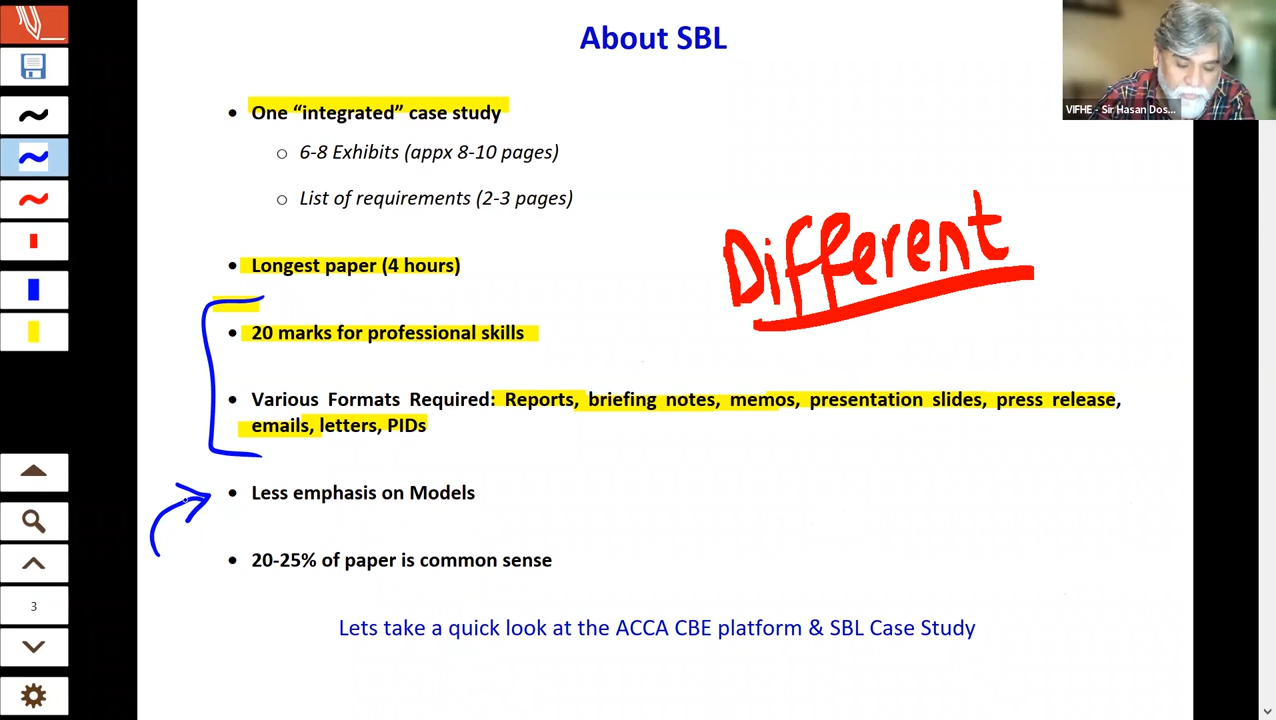 About SBL
VIFHE - Sir Hasan Dos...
• One “integrated” case study
o 6-8 Exhibits (appx 8-10 pages)
o List of requirements (2-3 pages)
Different
• Longest paper (4 hours)
• 20 marks for professional skills
• Various Formats Required: Reports, briefing notes, memos, presentation slides, press release,
emails, letters, PIDs
• Less emphasis on Models
• 20-25% of paper is common sense
3
Lets take a quick look at the ACCA CBE platform & SBL Case Study